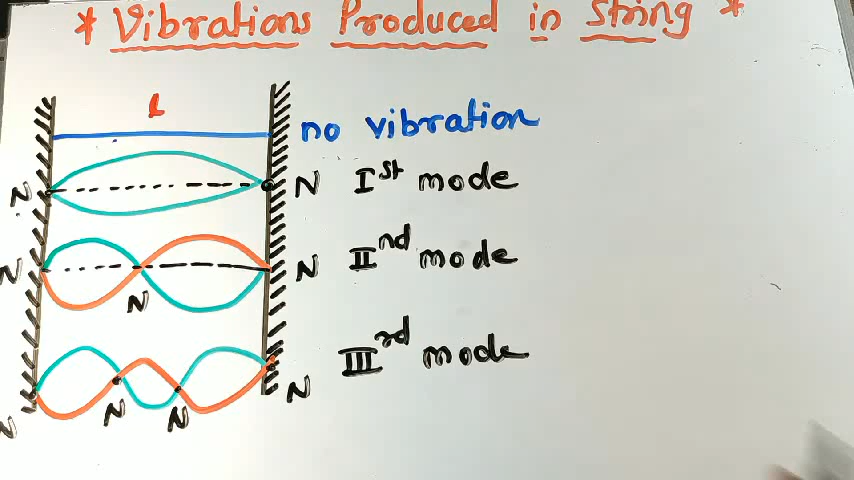 * Vibrations Produced in String *
l
no vibration
N N Ist mode
N N IInd mode
N
N N IIIrd mode
N N